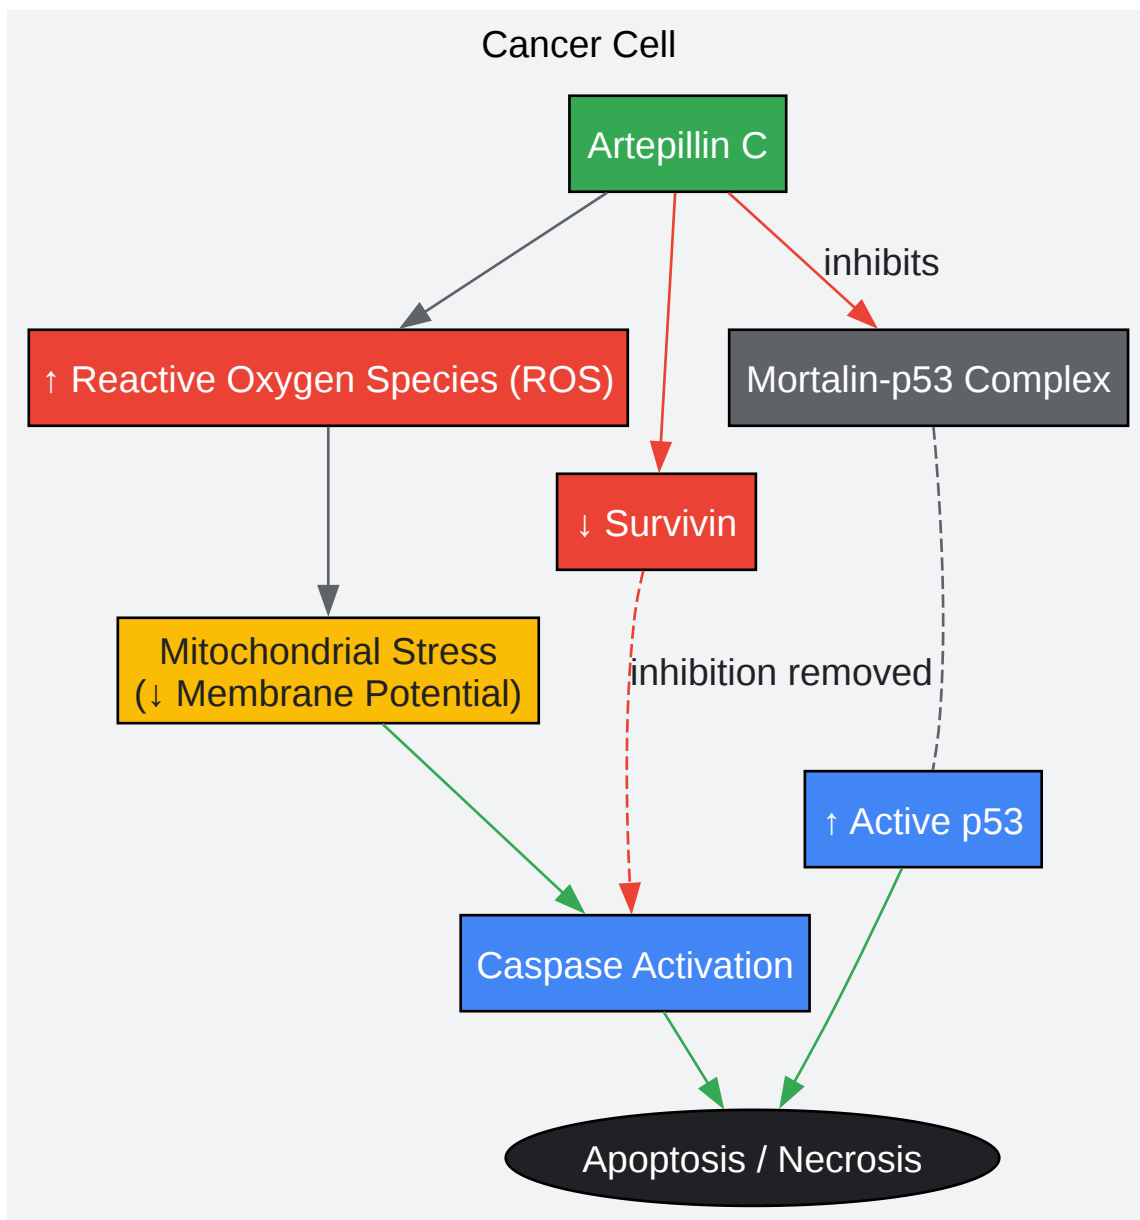 Cancer Cell
Artepillin C
inhibits
↑ Reactive Oxygen Species (ROS)
Mortalin-p53 Complex
↓ Survivin
Mitochondrial Stress
(↓ Membrane Potential)
inhibition removed
↑ Active p53
Caspase Activation
Apoptosis / Necrosis